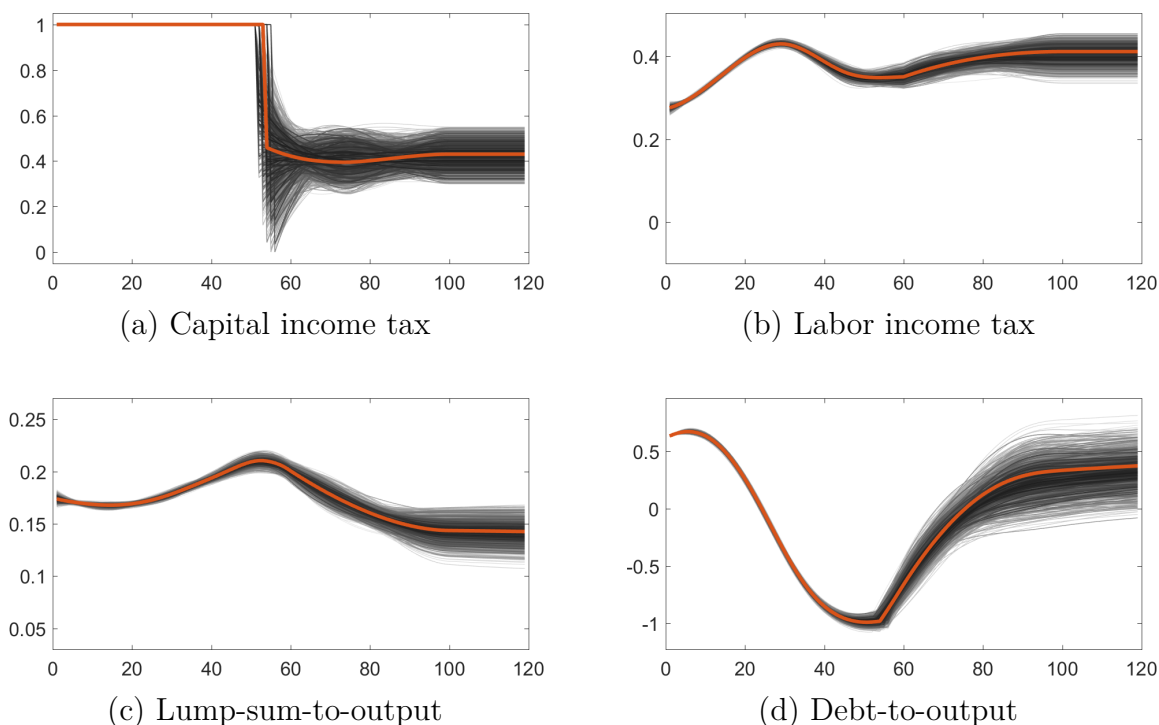 1
0.8
0.6
0.4
0.2
0
0 20 40 60 80 100 120
(a) Capital income tax
0.4
0.2
0
0 20 40 60 80 100 120
(b) Labor income tax
0.25
0.2
0.15
0.1
0.05
0 20 40 60 80 100 120
(c) Lump-sum-to-output
0.5
0
-0.5
-1
0 20 40 60 80 100 120
(d) Debt-to-output